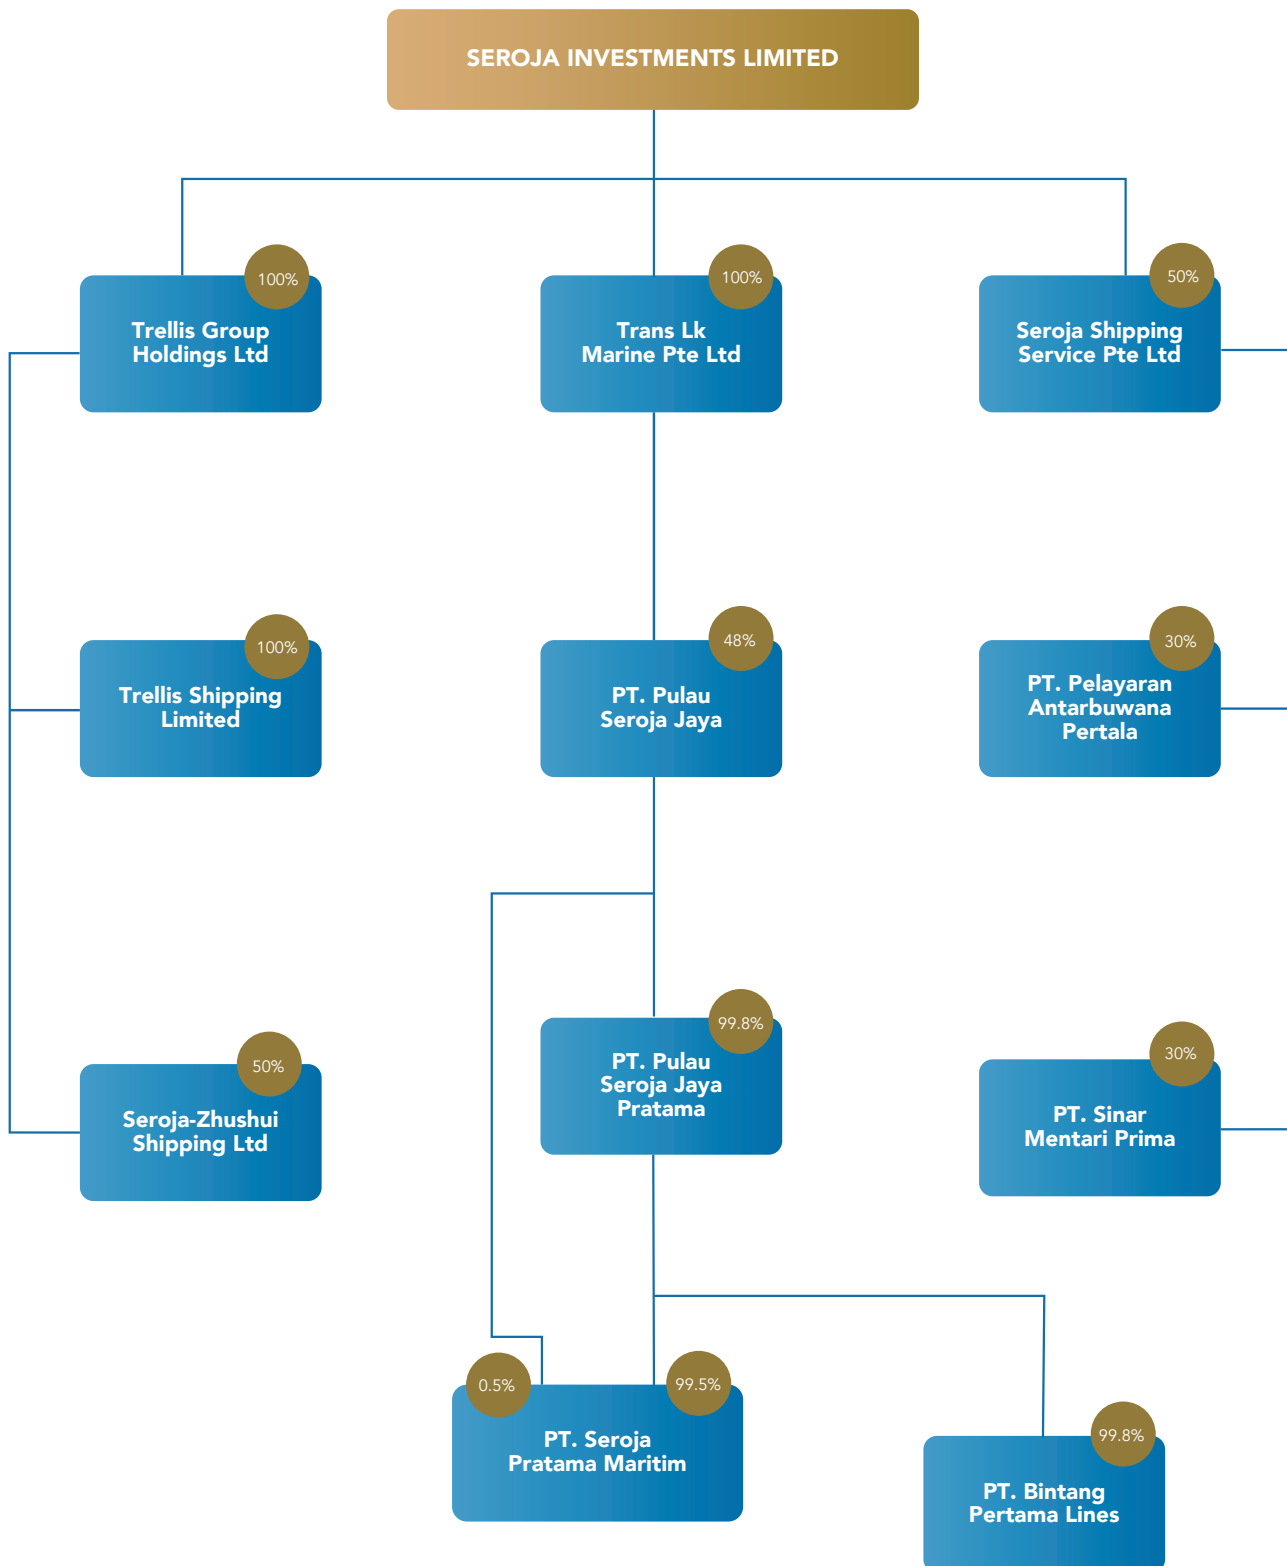 SEROJA INVESTMENTS LIMITED
100%
Trellis Group
Holdings Ltd
100%
Trans Lk
Marine Pte Ltd
50%
Seroja Shipping
Service Pte Ltd
100%
Trellis Shipping
Limited
48%
PT. Pulau
Seroja Jaya
30%
PT. Pelayaran
Antarbuwana
Pertala
50%
Seroja-Zhushui
Shipping Ltd
99.8%
PT. Pulau
Seroja Jaya
Pratama
30%
PT. Sinar
Mentari Prima
0.5%
99.5%
PT. Seroja
Pratama Maritim
99.8%
PT. Bintang
Pertama Lines